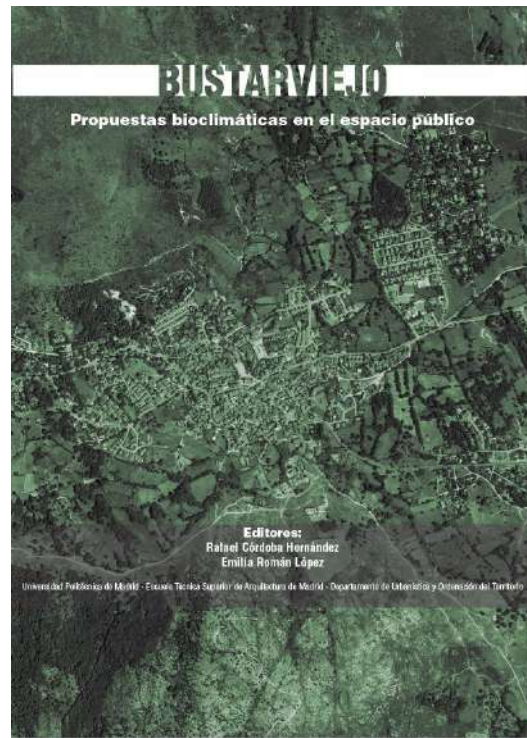 BUSTARVIEJO
Propuestas bioclimáticas en el espacio público
Editores:
Rafael Córdoba Hernández
Emilia Román López
Universidad Politécnica de Madrid - Escuela Técnica Superior de Arquitectura de Madrid - Departamento de Urbanística y Ordenación del Territorio